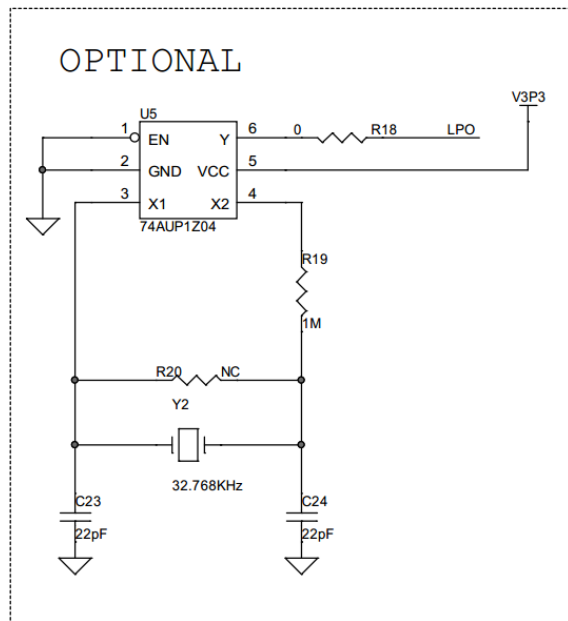 OPTIONAL
V3P3
U5
1 EN Y 6 0 R18 LPO
2 GND VCC 5
3 X1 X2 4
74AUP1Z04
R19
1M
R20 NC
Y2
32.768KHz
C23 C24
22pF 22pF